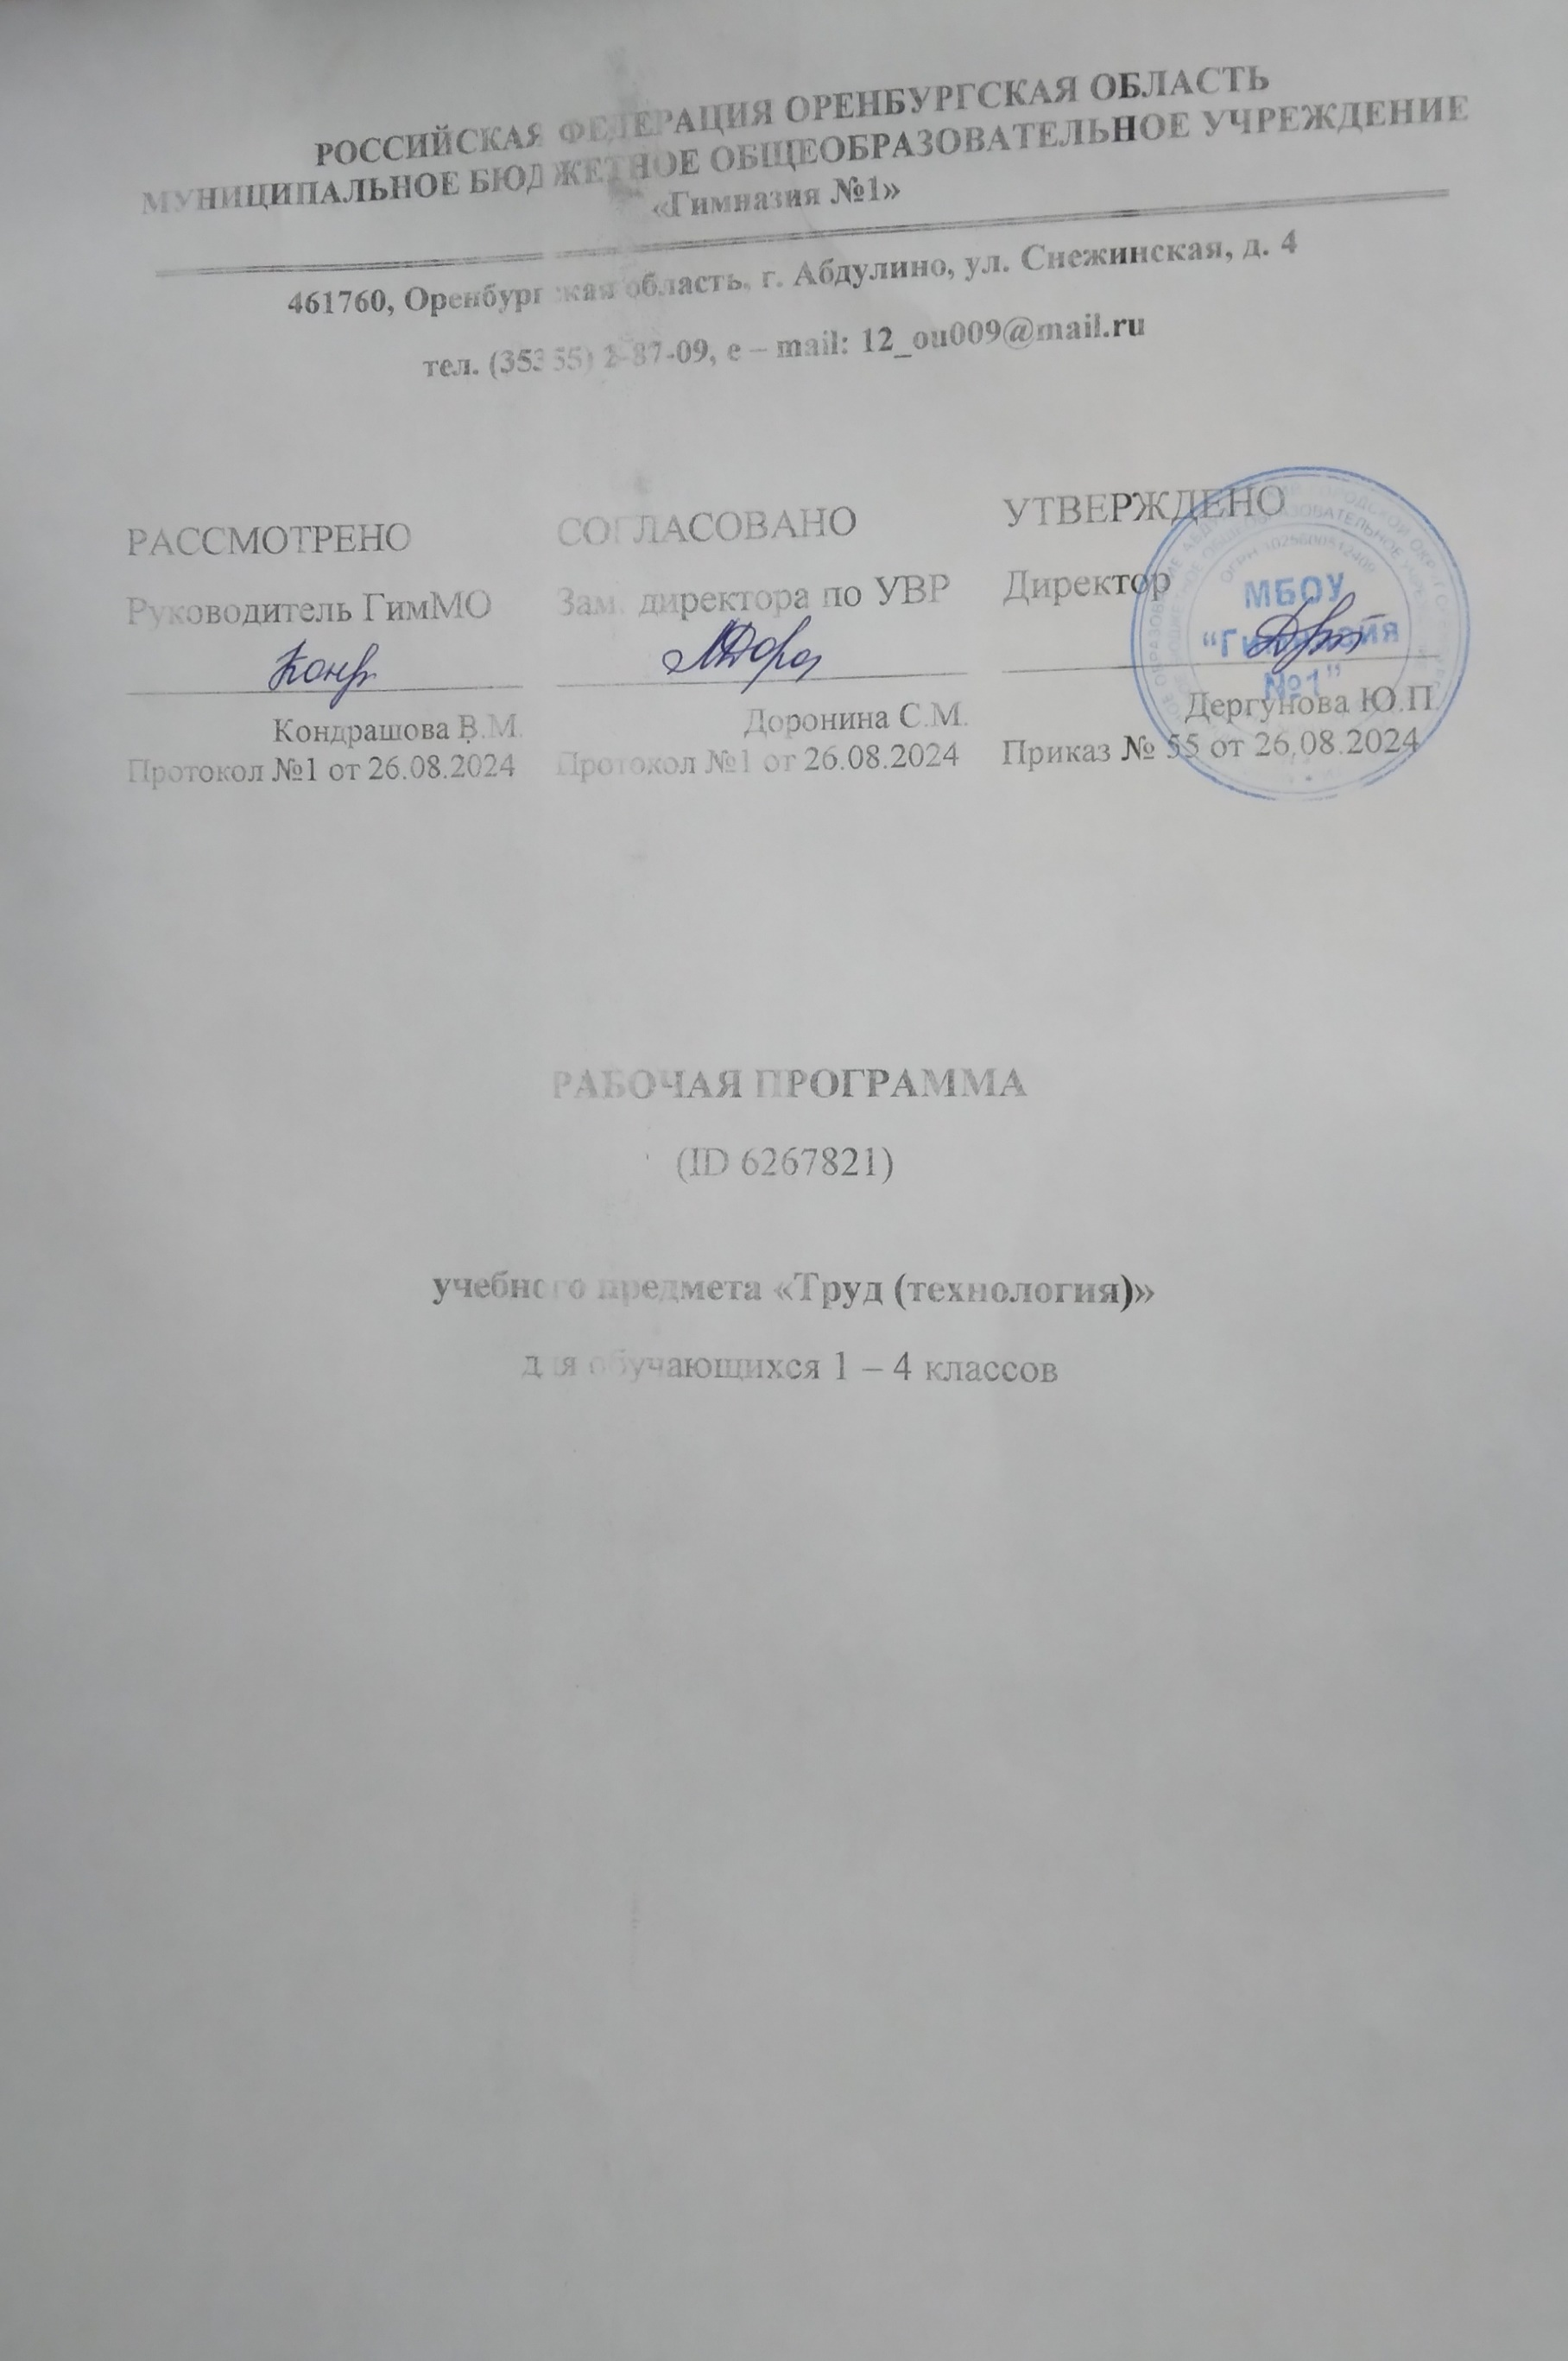 РОССИЙСКАЯ ФЕДЕРАЦИЯ ОРЕНБУРГСКАЯ ОБЛАСТЬ
МУНИЦИПАЛЬНОЕ БЮДЖЕТНОЕ ОБЩЕОБРАЗОВАТЕЛЬНОЕ УЧРЕЖДЕНИЕ
«Гимназия №1»
461760, Оренбургская область, г. Абдулино, ул. Снежинская, д. 4
тел. (35355) 2-87-09, e – mail: 12_ou009@mail.ru
РАССМОТРЕНО
Руководитель ГимМО
Кондрашова В.М.
Протокол №1 от 26.08.2024
СОГЛАСОВАНО
Зам. директора по УВР
Доронина С.М.
Протокол №1 от 26.08.2024
УТВЕРЖДЕНО
Директор
Дергунова Ю.П.
Приказ № 55 от 26.08.2024
МБОУ
“Гимназия
№1”
РАБОЧАЯ ПРОГРАММА
(ID 6267821)
учебного предмета «Труд (технология)»
для обучающихся 1 – 4 классов